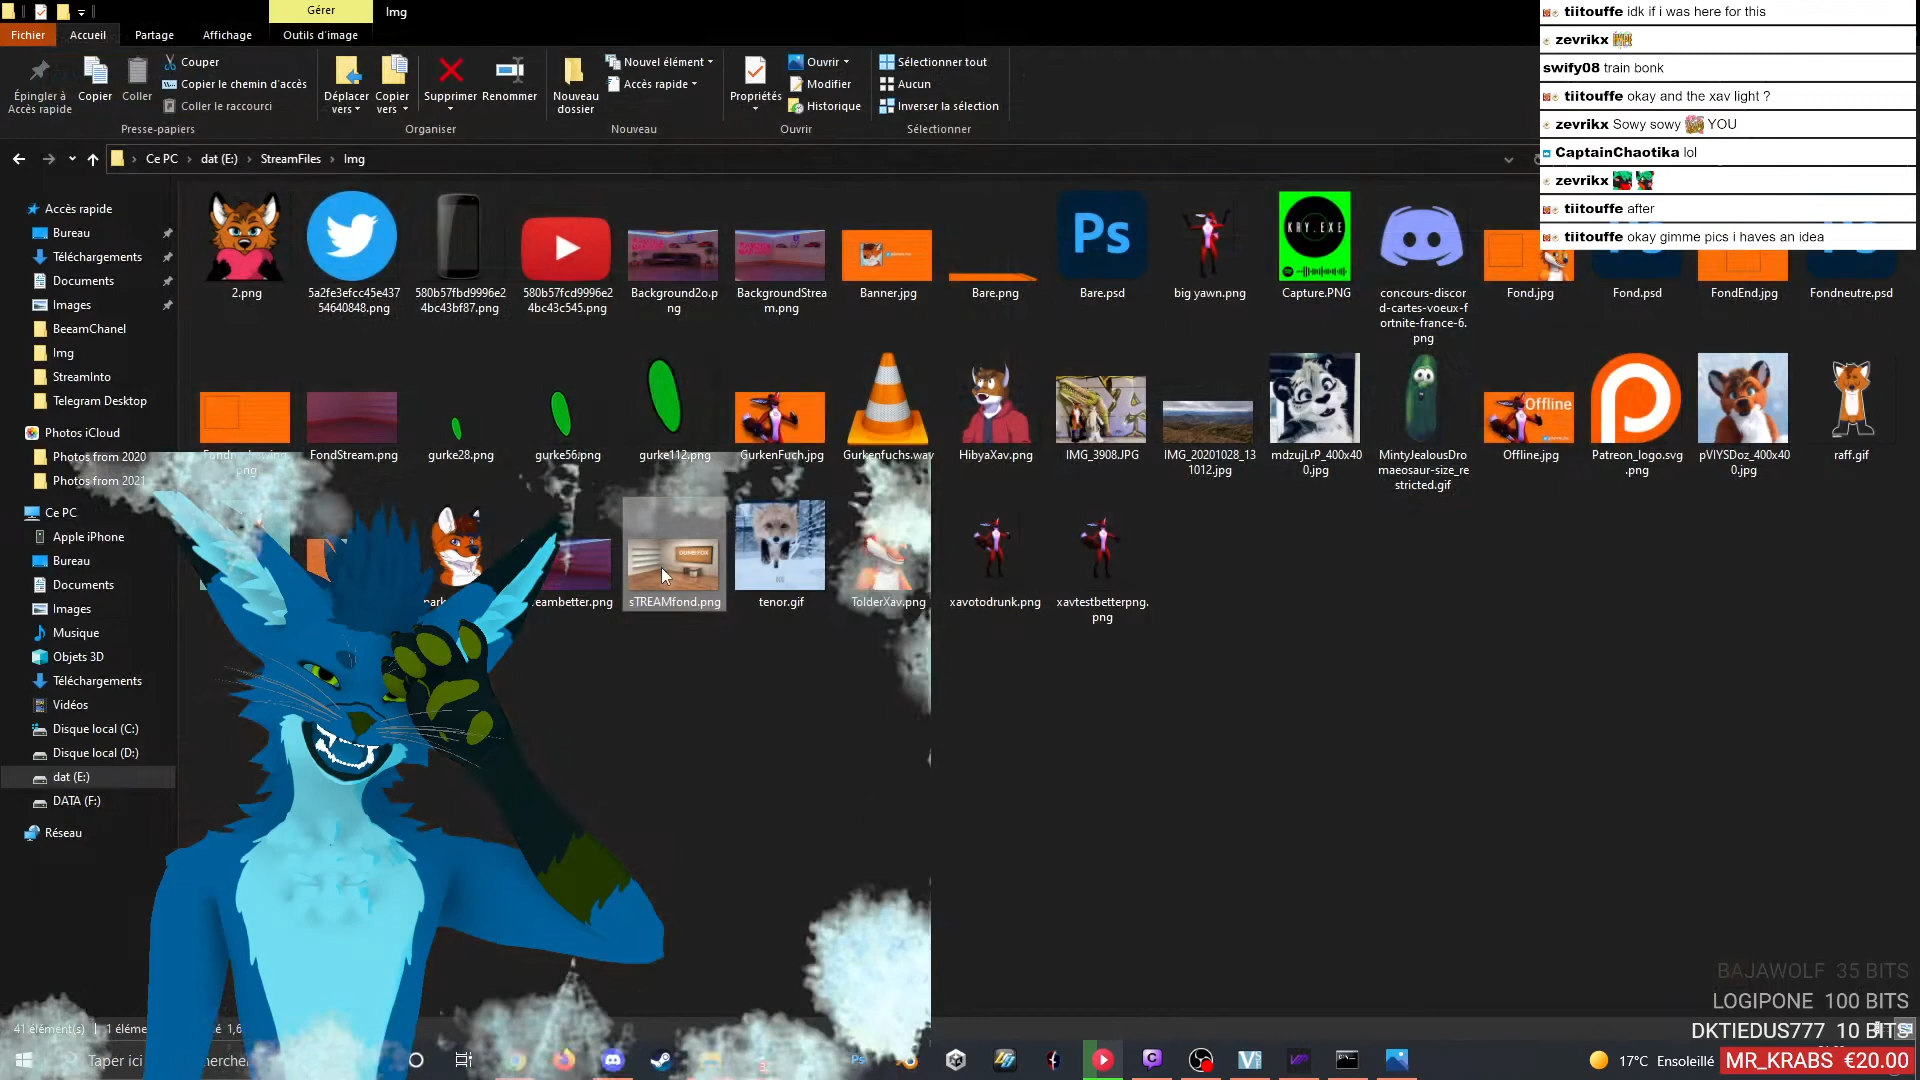 Gérer
Img
Fichier
Accueil
Partage
Affichage
Outils d'image
Épingler à
Accès rapide
Copier
Coller
Couper
Copier le chemin d'accès
Coller le raccourci
Presse-papiers
Déplacer
vers
Copier
vers
Supprimer
Renommer
Organiser
Nouveau
dossier
Nouvel élément
Accès rapide
Nouveau
Propriétés
Ouvrir
Modifier
Historique
Ouvrir
Sélectionner tout
Aucun
Inverser la sélection
Sélectionner
Ce PC
dat (E:)
StreamFiles
Img
tiitouffe idk if i was here for this
zevrikx
swify08 train bonk
tiitouffe okay and the xav light ?
zevrikx Sowy sowy YOU
CaptainChaotika lol
zevrikx
tiitouffe after
tiitouffe okay gimme pics i haves an idea
Accès rapide
Bureau
Téléchargements
Documents
Images
BeeamChanel
Img
StreamInto
Telegram Desktop
Photos iCloud
Photos from 2020
Photos from 2021
Ce PC
Apple iPhone
Bureau
Documents
Images
Musique
Objets 3D
Téléchargements
Vidéos
Disque local (C:)
Disque local (D:)
dat (E:)
DATA (F:)
Réseau
Ps
KRY.EXE
2.png
5a2fe3efcc45e437
54640848.png
580b57fbd9996e2
4bc43bf87.png
580b57fcd9996e2
4bc43c545.png
Background2o.p
ng
BackgroundStrea
m.png
Banner.jpg
Bare.png
Bare.psd
big yawn.png
Capture.PNG
concours-discor
d-cartes-voeux-f
ortnite-france-6.
png
Fond.jpg
Fond.psd
FondEnd.jpg
Fondneutre.psd
png
FondStream.png
gurke28.png
gurke56.png
gurke112.png
GurkenFuch.jpg
Gurkenfuchs.wav
HibyaXav.png
IMG_3908.JPG
IMG_20201028_13
1012.jpg
mdzujLrP_400x40
0.jpg
MintyJealousDro
maeosaur-size_re
stricted.gif
Offline
Offline.jpg
Patreon_logo.svg
.png
pVIYSDoz_400x40
0.jpg
raff.gif
DUMBFOX
eambetter.png
sTREAMfond.png
tenor.gif
TolderXav.png
xavotodrunk.png
xavtestbetterpng.
png
BAJAWOLF 35 BITS
LOGIPONE 100 BITS
DKTIEDUS777 10 BITS
MR_KRABS €20.00
41 élément(s)
1 éléme
1,6
Taper ici
17°C Ensoleillé